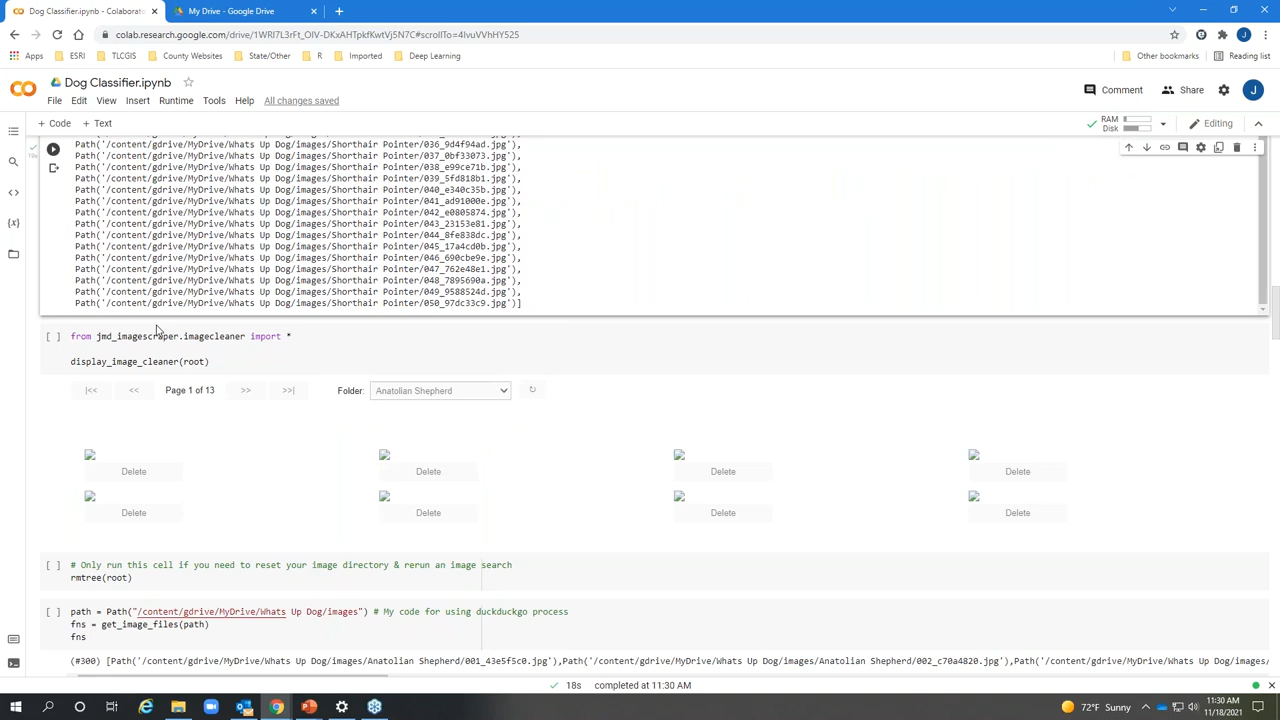 Dog Classifier.ipynb - Colaborato
My Drive - Google Drive
colab.research.google.com/drive/1WRI7L3rFt_OIV-DKxAHTpkfKwtVj5N7C#scrollTo=4IvuVVhHY525
Apps ESRI TLCGIS County Websites State/Other R Imported Deep Learning Other bookmarks Reading list
Dog Classifier.ipynb
File Edit View Insert Runtime Tools Help All changes saved
Comment Share J
+ Code + Text
RAM
Disk
Editing
18s
Path('/content/gdrive/MyDrive/Whats Up Dog/images/Shorthair Pointer/036_9d4f94ad.jpg'),
Path('/content/gdrive/MyDrive/Whats Up Dog/images/Shorthair Pointer/037_0bf33073.jpg'),
Path('/content/gdrive/MyDrive/Whats Up Dog/images/Shorthair Pointer/038_e99ce71b.jpg'),
Path('/content/gdrive/MyDrive/Whats Up Dog/images/Shorthair Pointer/039_5fd818b1.jpg'),
Path('/content/gdrive/MyDrive/Whats Up Dog/images/Shorthair Pointer/040_e340c35b.jpg'),
Path('/content/gdrive/MyDrive/Whats Up Dog/images/Shorthair Pointer/041_ad91000e.jpg'),
Path('/content/gdrive/MyDrive/Whats Up Dog/images/Shorthair Pointer/042_e0805874.jpg'),
Path('/content/gdrive/MyDrive/Whats Up Dog/images/Shorthair Pointer/043_23153e81.jpg'),
Path('/content/gdrive/MyDrive/Whats Up Dog/images/Shorthair Pointer/044_8fe838dc.jpg'),
Path('/content/gdrive/MyDrive/Whats Up Dog/images/Shorthair Pointer/045_17a4cd0b.jpg'),
Path('/content/gdrive/MyDrive/Whats Up Dog/images/Shorthair Pointer/046_690cbe9e.jpg'),
Path('/content/gdrive/MyDrive/Whats Up Dog/images/Shorthair Pointer/047_762e48e1.jpg'),
Path('/content/gdrive/MyDrive/Whats Up Dog/images/Shorthair Pointer/048_7895690a.jpg'),
Path('/content/gdrive/MyDrive/Whats Up Dog/images/Shorthair Pointer/049_9588524d.jpg'),
Path('/content/gdrive/MyDrive/Whats Up Dog/images/Shorthair Pointer/050_97dc33c9.jpg')]
[ ] from jmd_imagescraper.imagecleaner import *
display_image_cleaner(root)
|<< << Page 1 of 13 >> >>| Folder: Anatolian Shepherd
Delete Delete Delete Delete
Delete Delete Delete Delete
[ ] # Only run this cell if you need to reset your image directory & rerun an image search
rmtree(root)
[ ] path = Path("/content/gdrive/MyDrive/Whats Up Dog/images") # My code for using duckduckgo process
fns = get_image_files(path)
fns
(#300) [Path('/content/gdrive/MyDrive/Whats Up Dog/images/Anatolian Shepherd/001_43e5f5c0.jpg'),Path('/content/gdrive/MyDrive/Whats Up Dog/images/Anatolian Shepherd/002_c70a4820.jpg'),Path('/content/gdrive/MyDrive/Whats Up Dog/images/
18s completed at 11:30 AM
72°F Sunny
11:30 AM
11/18/2021